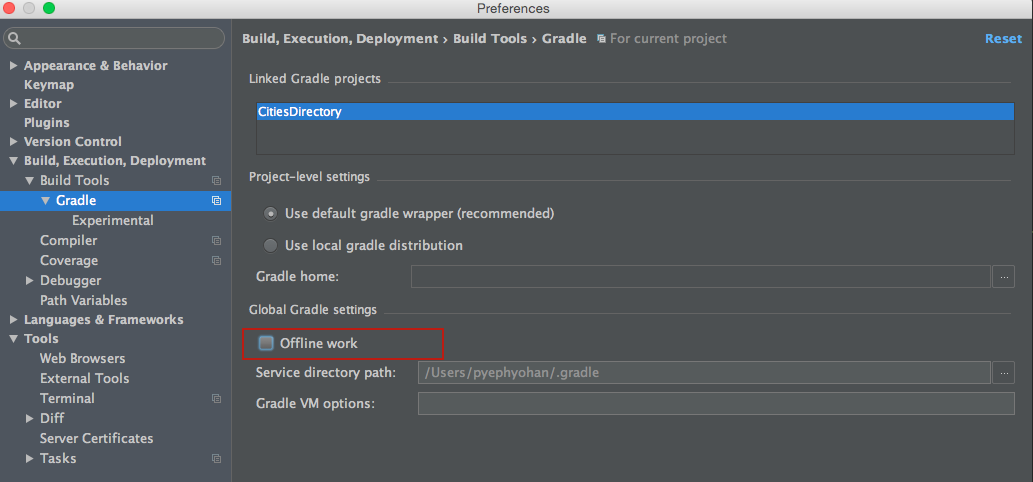 Preferences
Appearance & Behavior
Keymap
Editor
Plugins
Version Control
Build, Execution, Deployment
Build Tools
Gradle
Experimental
Compiler
Coverage
Debugger
Path Variables
Languages & Frameworks
Tools
Web Browsers
External Tools
Terminal
Diff
Server Certificates
Tasks
Build, Execution, Deployment › Build Tools › Gradle For current project Reset
Linked Gradle projects
CitiesDirectory
Project-level settings
Use default gradle wrapper (recommended)
Use local gradle distribution
Gradle home: ...
Global Gradle settings
Offline work
Service directory path: /Users/pyephyohan/.gradle ...
Gradle VM options: